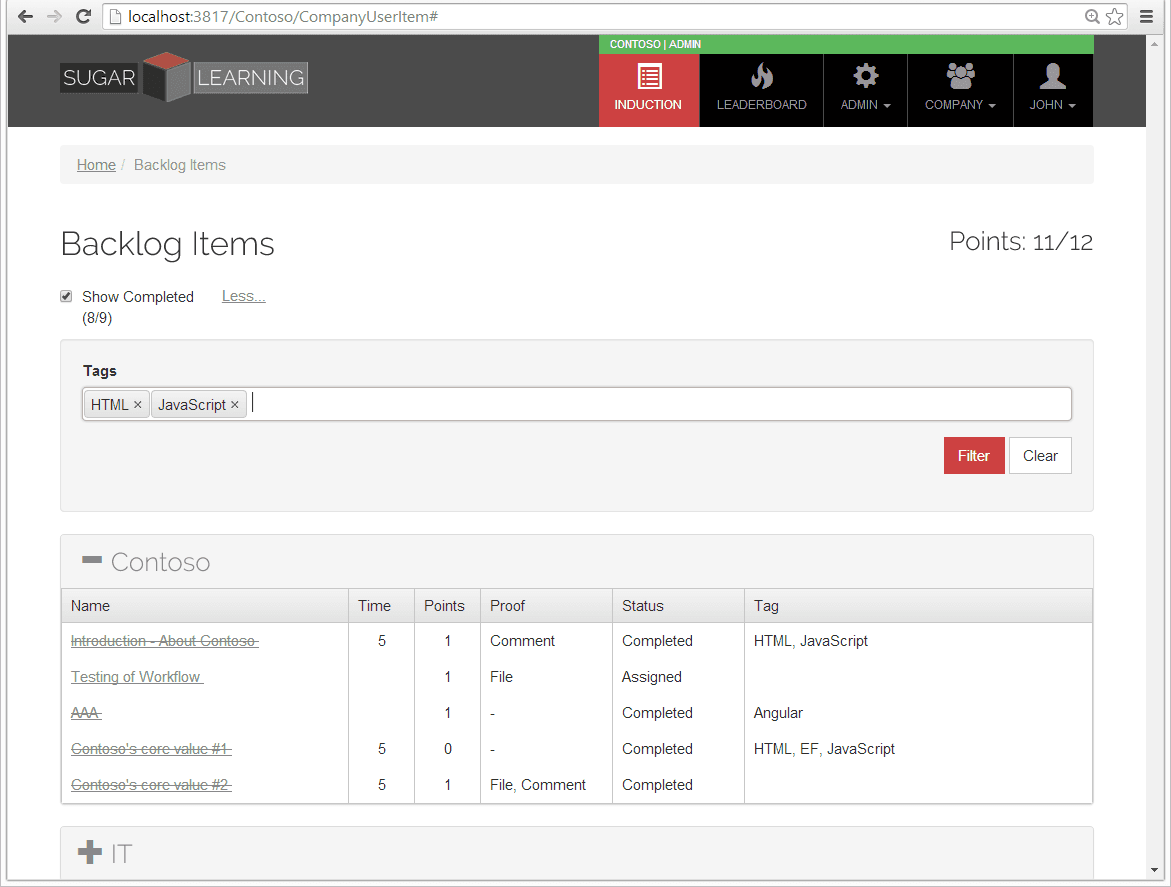 localhost:3817/Contoso/CompanyUserItem#
CONTOSO | ADMIN
SUGAR LEARNING
INDUCTION LEADERBOARD ADMIN COMPANY JOHN
Home / Backlog Items
Backlog Items Points: 11/12
Show Completed Less...
(8/9)
Tags
HTML × JavaScript ×
Filter Clear
Contoso
Name Time Points Proof Status Tag
Introduction - About Contoso 5 1 Comment Completed HTML, JavaScript
Testing of Workflow 1 File Assigned
AAA 1 - Completed Angular
Contoso's core value #1 5 0 - Completed HTML, EF, JavaScript
Contoso's core value #2 5 1 File, Comment Completed
IT